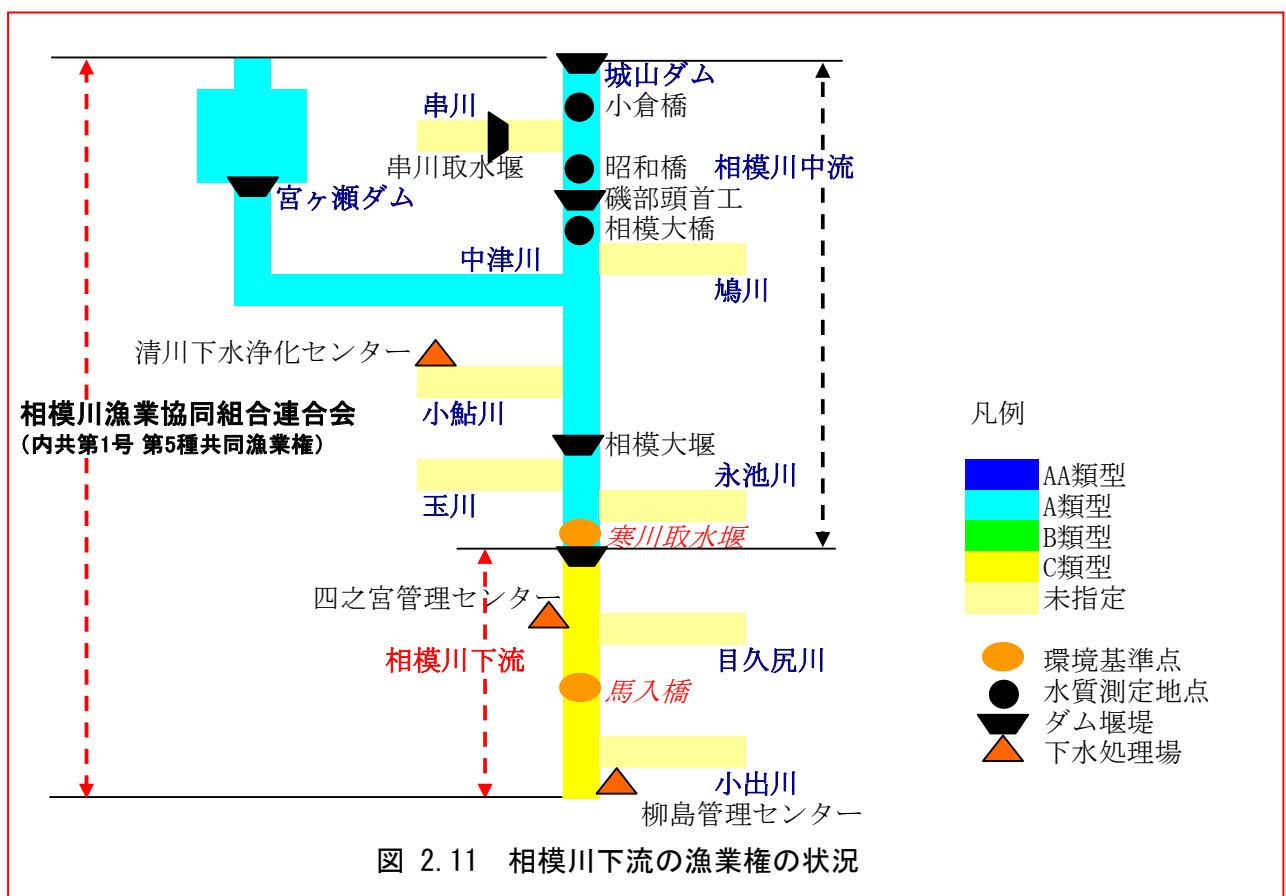 城山ダム
小倉橋
串川
串川取水堰
昭和橋
相模川中流
宮ヶ瀬ダム
磯部頭首工
相模大橋
中津川
鳩川
清川下水浄化センター
小鮎川
相模川漁業協同組合連合会
(内共第1号 第5種共同漁業権)
相模大堰
玉川
永池川
寒川取水堰
四之宮管理センター
相模川下流
目久尻川
馬入橋
小出川
柳島管理センター
凡例
AA類型
A類型
B類型
C類型
未指定
環境基準点
水质測定地点
ダム堰堤
下水処理場
図 2.11 相模川下流の漁業権の状況